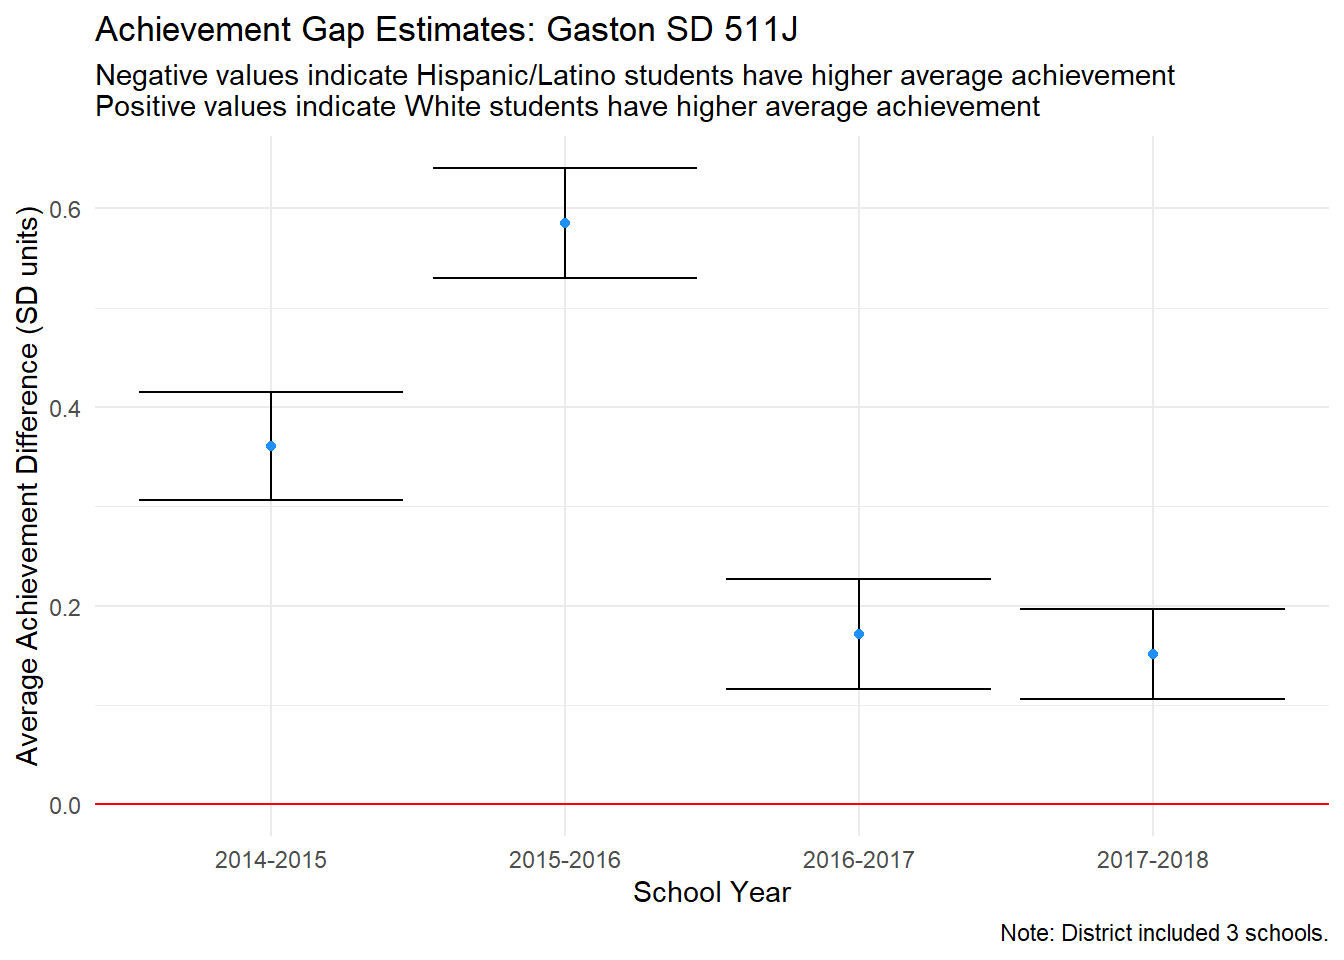 Achievement Gap Estimates: Gaston SD 511J
Negative values indicate Hispanic/Latino students have higher average achievement
Positive values indicate White students have higher average achievement
Average Achievement Difference (SD units)
0.6
0.4
0.2
0.0
2014-2015
2015-2016
2016-2017
2017-2018
School Year
Note: District included 3 schools.